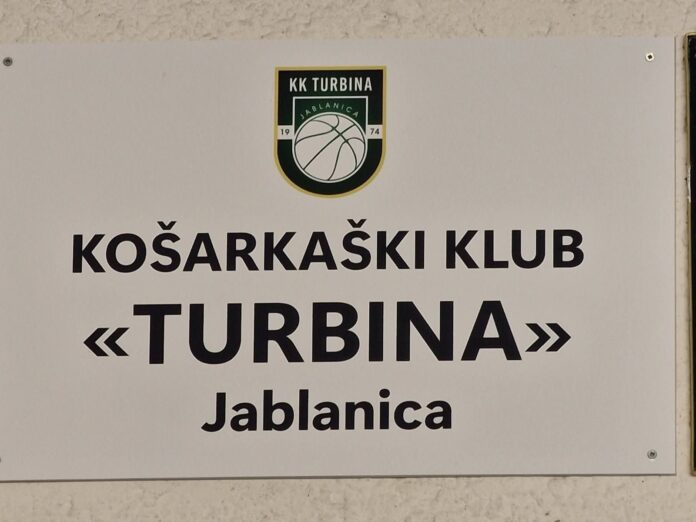 KK TURBINA
JABLANICA
19 74
KOŠARKAŠKI KLUB
«TURBINA»
Jablanica